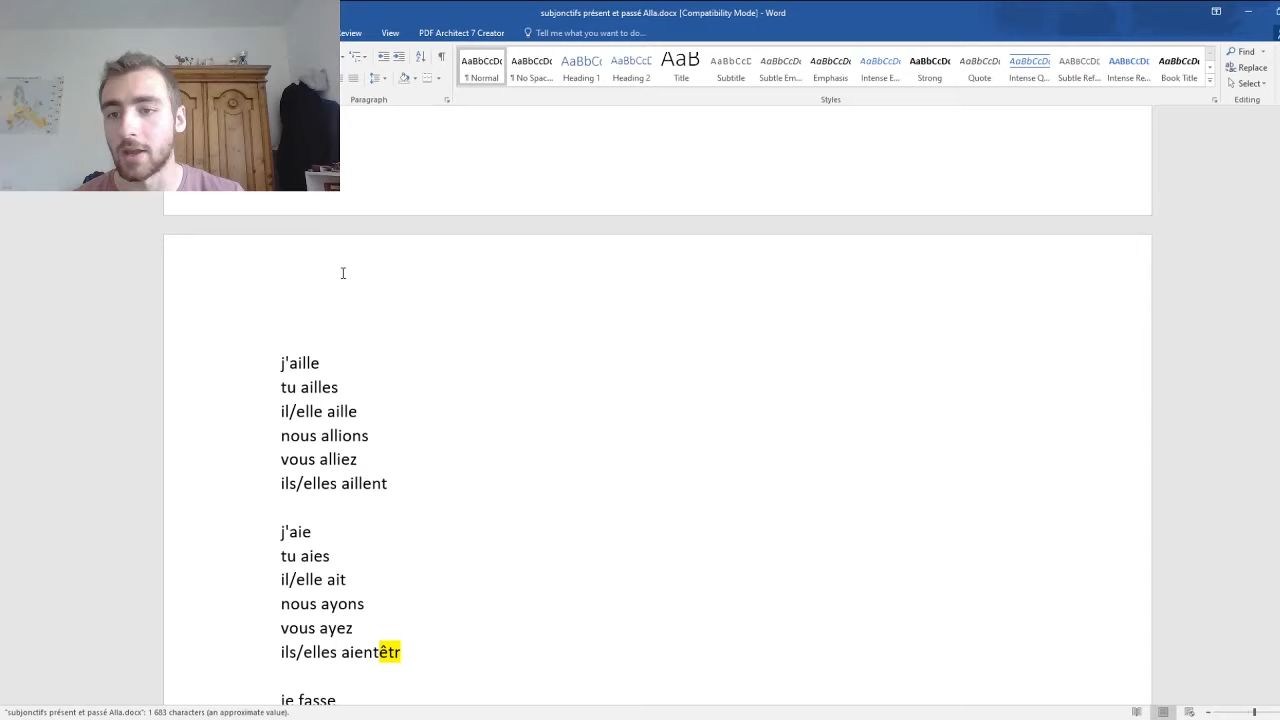 subjonctifs présent et passé Alla.docx [Compatibility Mode] - Word
eview View PDF Architect 7 Creator Tell me what you want to do...
AaBbCcDc AaBbCcDc AaBbCcDc AaBbCcD AaB AaBbCcDc AaBbCcDc AaBbCcDc AaBbCcDc AaBbCcDc AaBbCcDc AaBbCcDc AaBbCcDc AaBbCcDc AaBbCcDc
¶ Normal ¶ No Spac... Heading 1 Heading 2 Title Subtitle Subtle Em... Emphasis Intense E... Strong Quote Intense Q... Subtle Ref... Intense Re... Book Title
Find
Replace
Select
Paragraph Styles Editing
j'aille
tu ailles
il/elle aille
nous allions
vous alliez
ils/elles aillent
j'aie
tu aies
il/elle ait
nous ayons
vous ayez
ils/elles aientêtr
je fasse
"subjonctifs présent et passé Alla.docx": 1 683 characters (an approximate value).